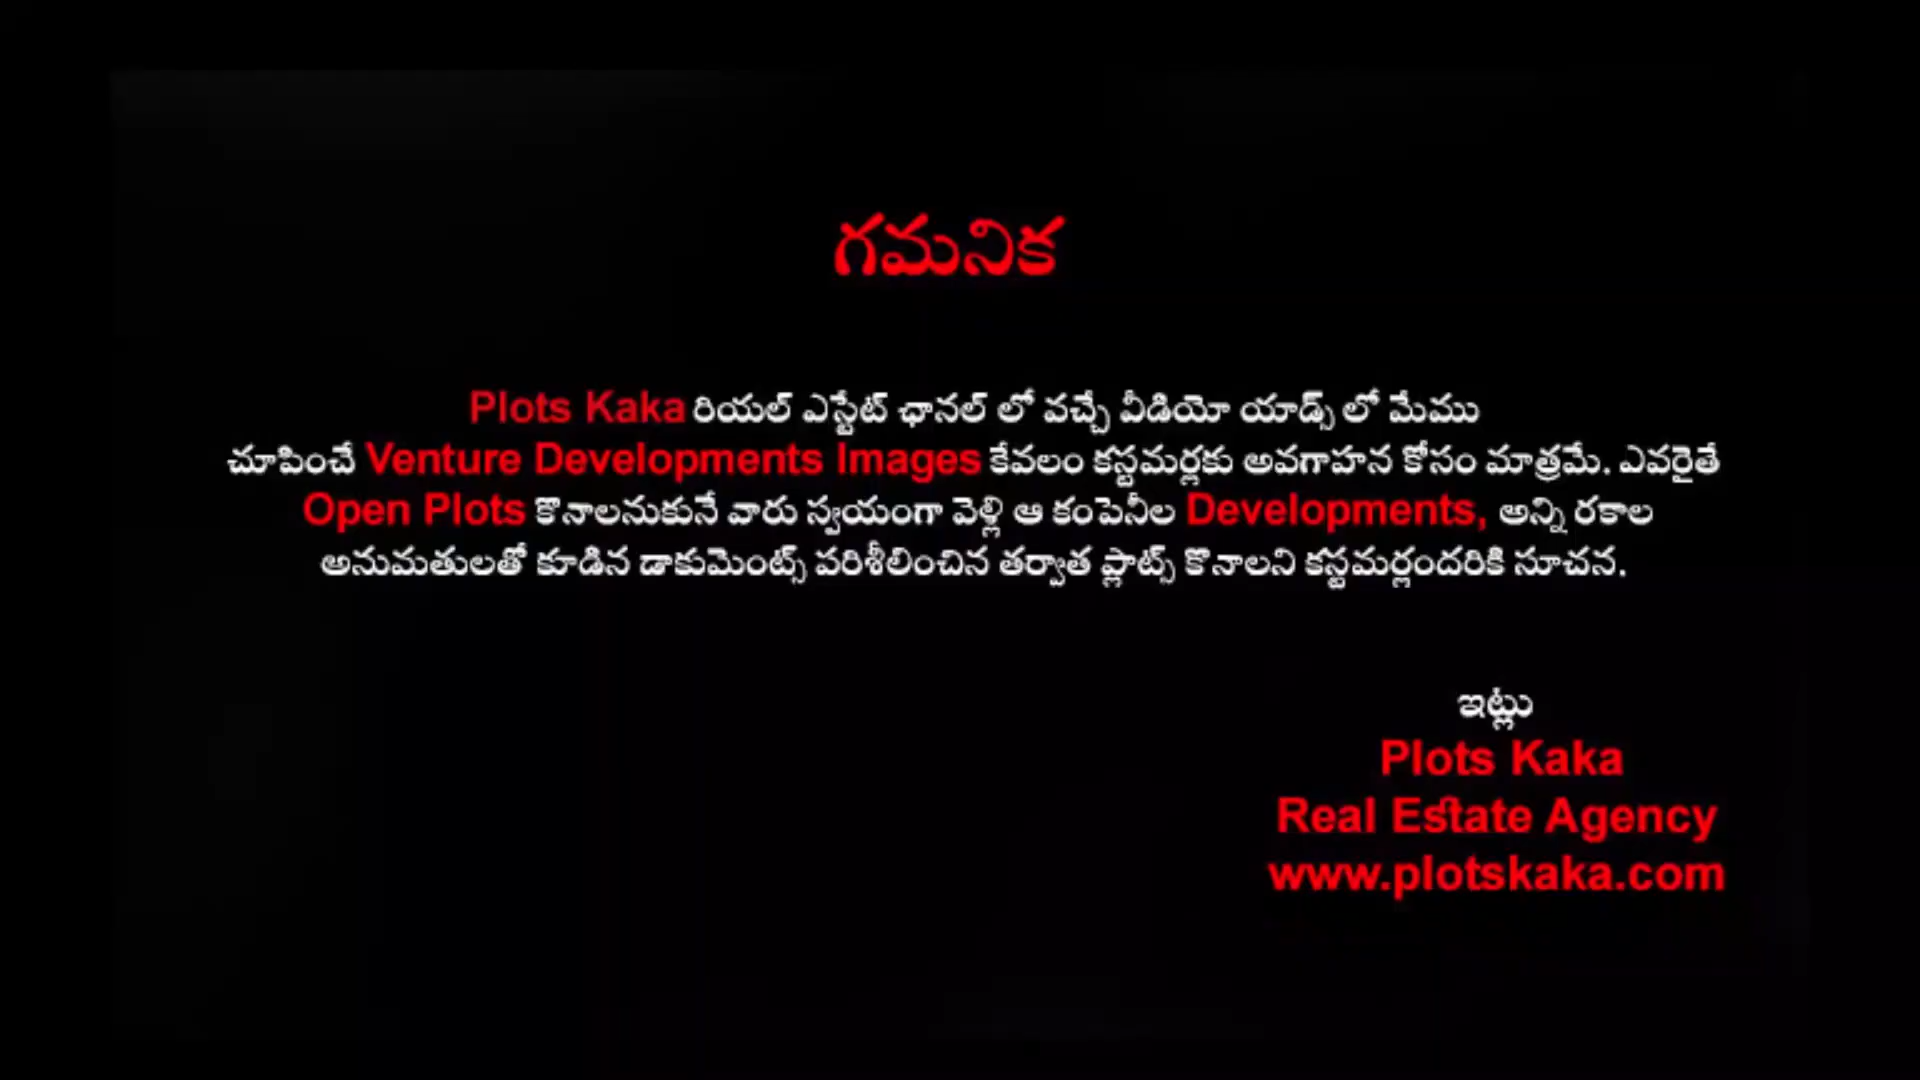 గమనిక
Plots Kaka రియల్ ఎస్టేట్ ఛానల్ లో వచ్చే వీడియో యాడ్స్ లో మేము
చూపించే Venture Developments Images కేవలం కస్టమర్లకు అవగాహన కోసం మాత్రమే. ఎవరైతే
Open Plots కొనాలనుకునే వారు స్వయంగా వెళ్లి ఆ కంపెనీల Developments, అన్ని రకాల
అనుమతులతో కూడిన డాకుమెంట్స్ పరిశీలించిన తర్వాత ప్లాట్స్ కొనాలని కస్టమర్లందరికి సూచన.
ఇట్లు
Plots Kaka
Real Estate Agency
www.plotskaka.com